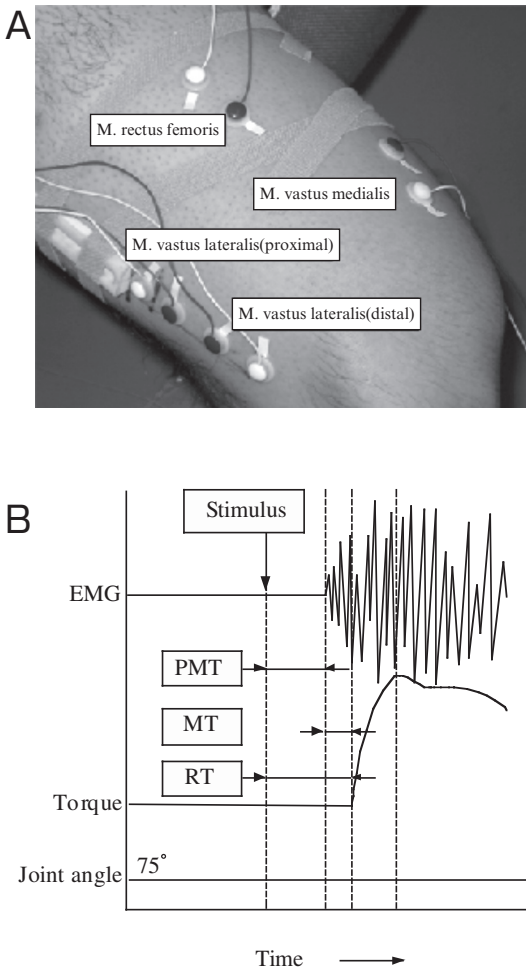 A
M. rectus femoris
M. vastus medialis
M. vastus lateralis(proximal)
M. vastus lateralis(distal)
B
Stimulus
EMG
PMT
MT
RT
Torque
75°
Joint angle
Time